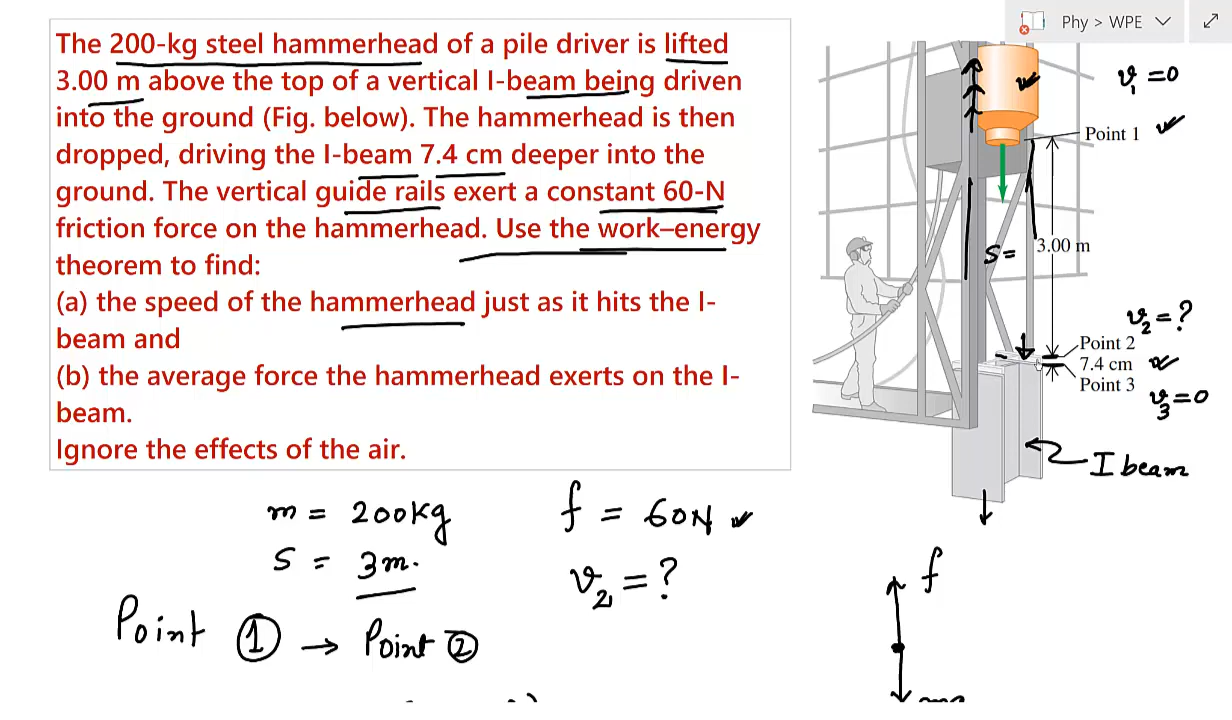 Phy > WPE
The 200-kg steel hammerhead of a pile driver is lifted
3.00 m above the top of a vertical I-beam being driven
into the ground (Fig. below). The hammerhead is then
dropped, driving the I-beam 7.4 cm deeper into the
ground. The vertical guide rails exert a constant 60-N
friction force on the hammerhead. Use the work–energy
theorem to find:
(a) the speed of the hammerhead just as it hits the I-
beam and
(b) the average force the hammerhead exerts on the I-
beam.
Ignore the effects of the air.
v₁ = 0
Point 1
S = 3.00 m
v₂ = ?
Point 2
7.4 cm
Point 3
v₃ = 0
I beam
m = 200kg
f = 60N
S = 3m.
v₂ = ?
Point ① → Point ②
f